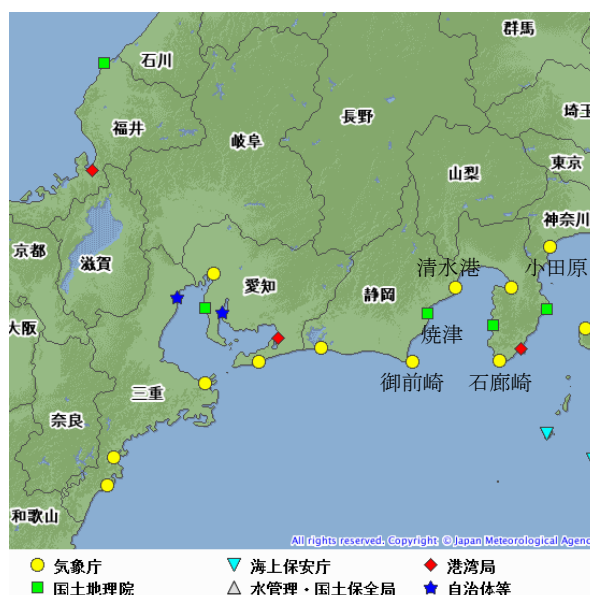 群馬
石川
長野
埼玉
福井
岐阜
東京
山梨
神奈川
京都
滋賀
清水港
小田原
愛知
静岡
大阪
焼津
三重
御前崎
石廊崎
奈良
和歌山
All rights reserved. Copyright © Japan Meteorological Agenc
気象庁
海上保安庁
港湾局
国土地理院
水管理・国土保全局
自治体等